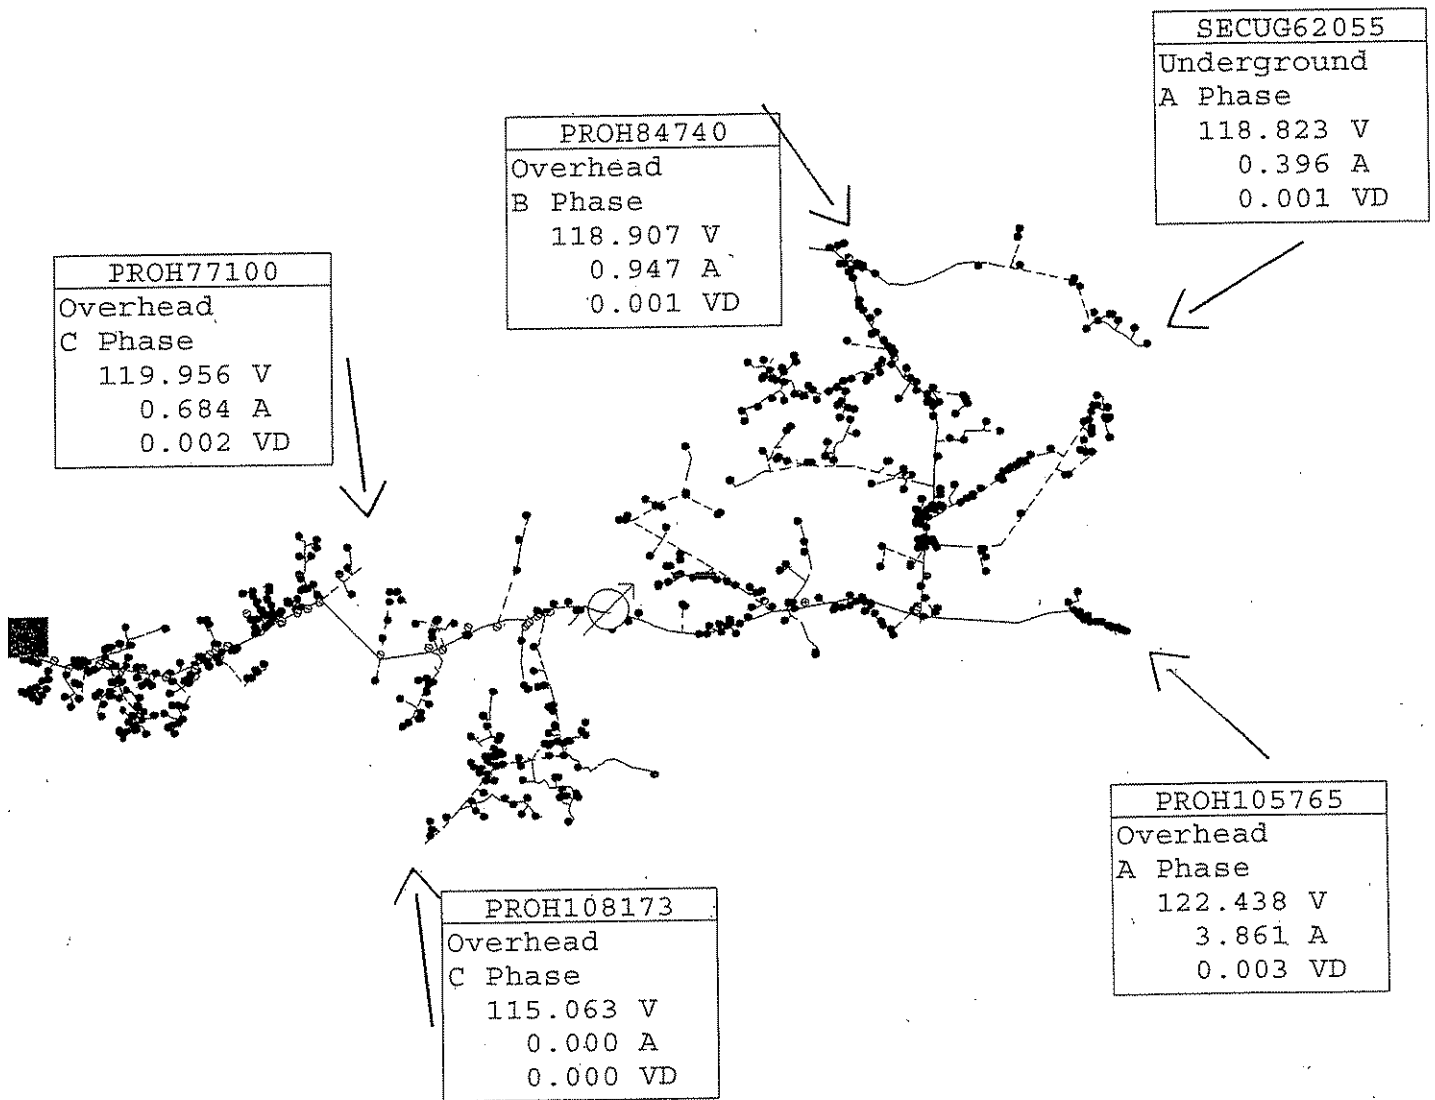 SECUG62055
Underground
A Phase
118.823 V
0.396 A
0.001 VD
PROH84740
Overhead
B Phase
118.907 V
0.947 A
0.001 VD
PROH77100
Overhead
C Phase
119.956 V
0.684 A
0.002 VD
PROH105765
Overhead
A Phase
122.438 V
3.861 A
0.003 VD
PROH108173
Overhead
C Phase
115.063 V
0.000 A
0.000 VD